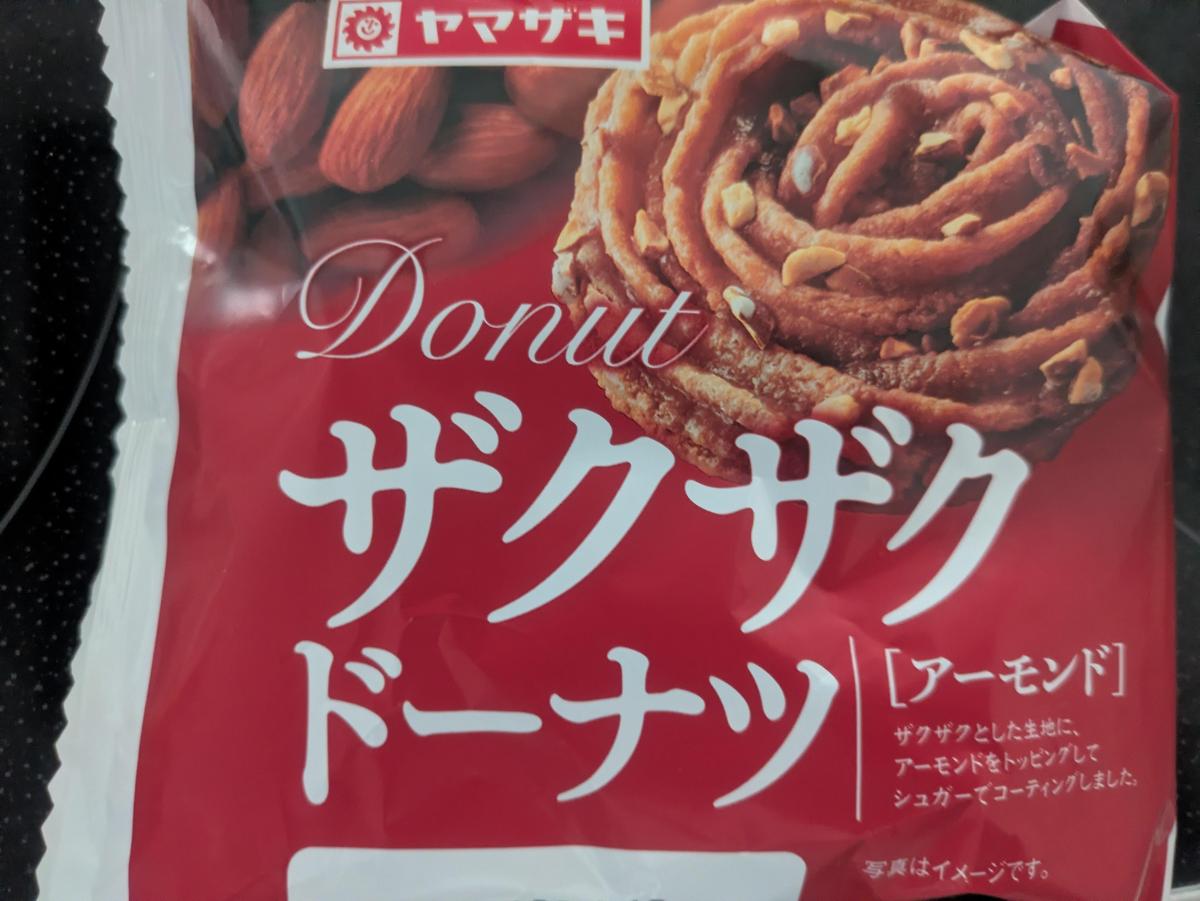 ヤマザキ
Donut
ザクザク
ドーナツ
[アーモンド]
ザクザクとした生地に、
アーモンドをトッピングして
シュガーでコーティングしました。
写真はイメージです。